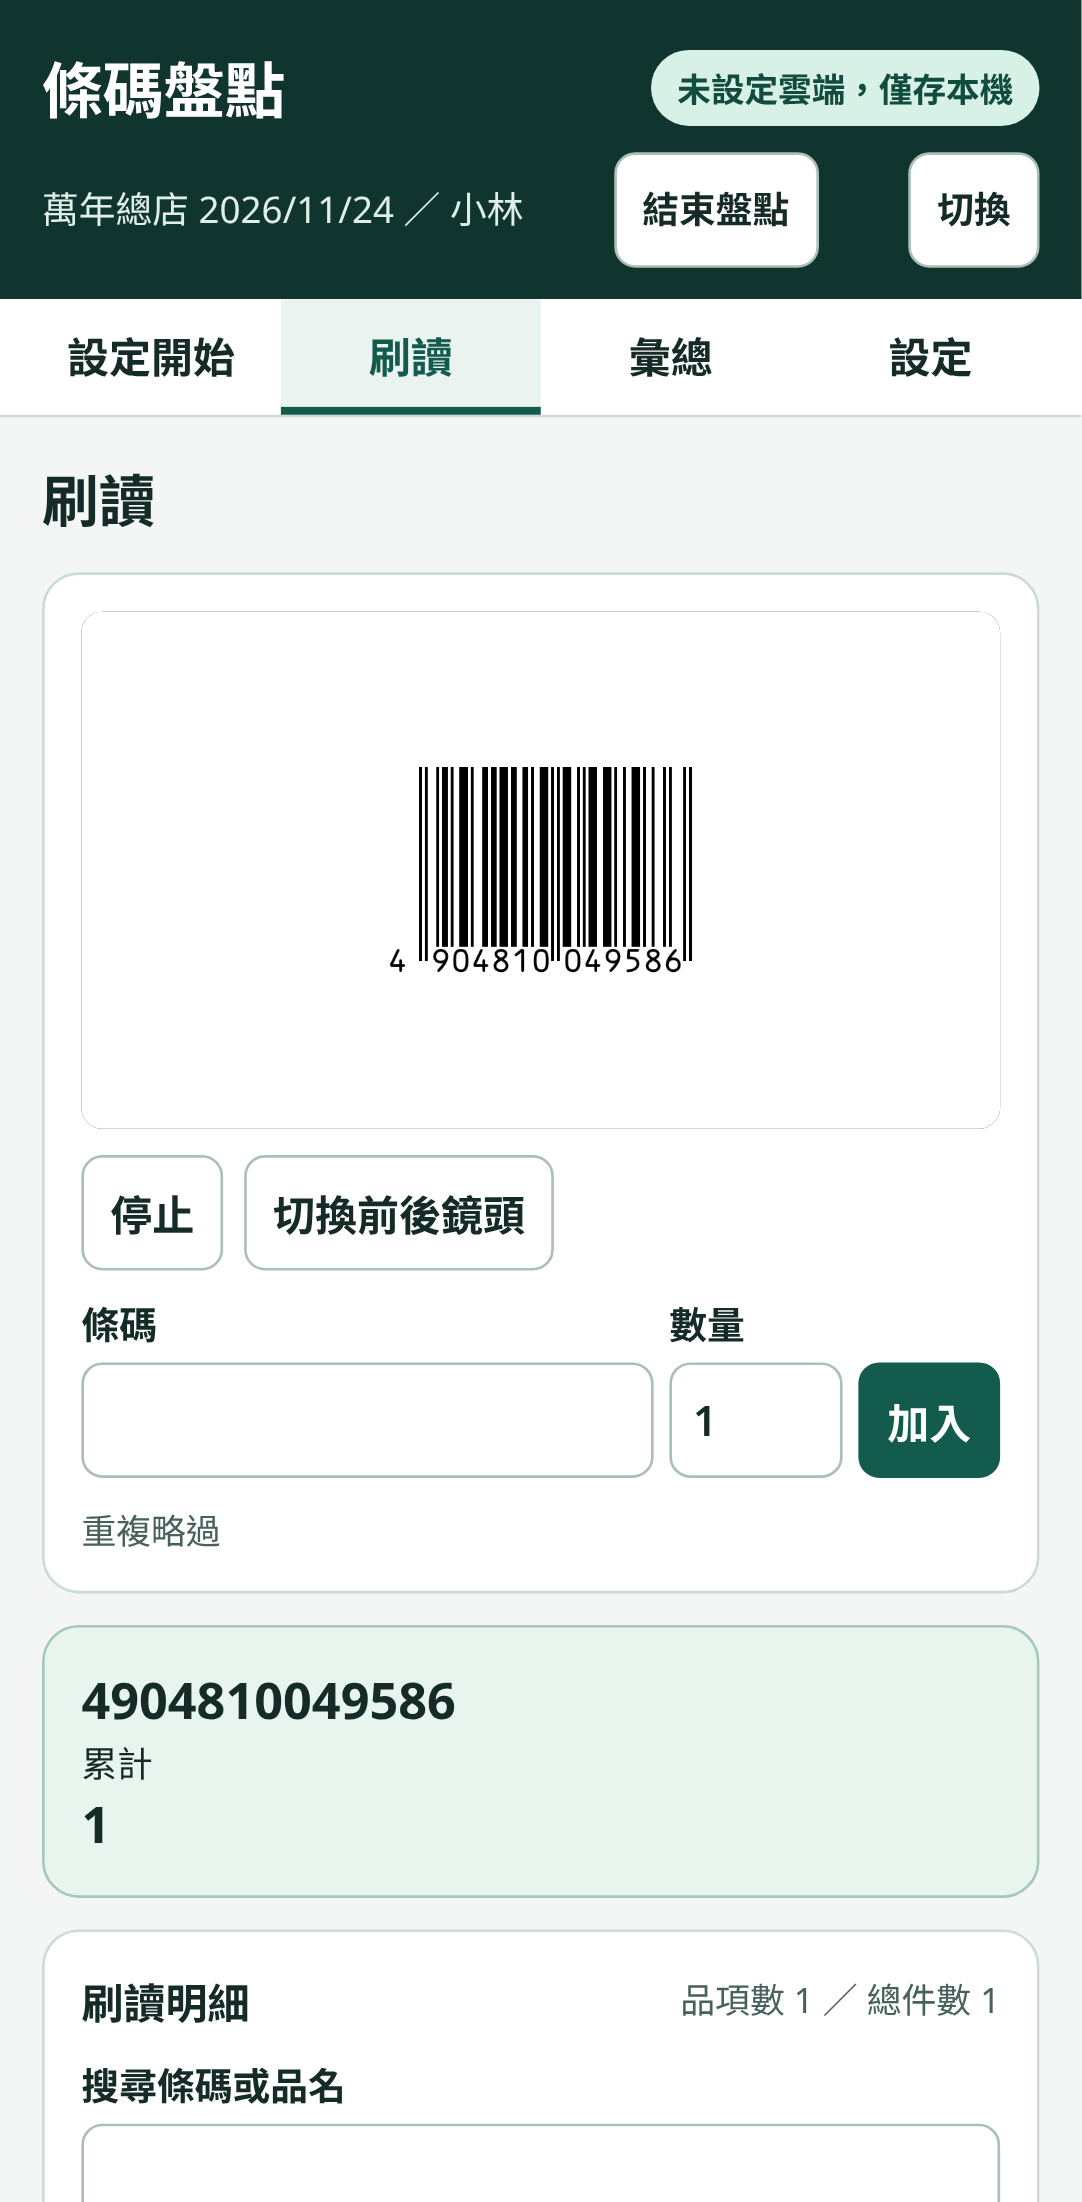 條碼盤點
未設定雲端，僅存本機
萬年總店 2026/11/24 ／ 小林
結束盤點
切換
設定開始
刷讀
彙總
設定
刷讀
4 904810 049586
停止
切換前後鏡頭
條碼
數量
1
加入
重複略過
4904810049586
累計
1
刷讀明細
品項數 1 ／ 總件數 1
搜尋條碼或品名